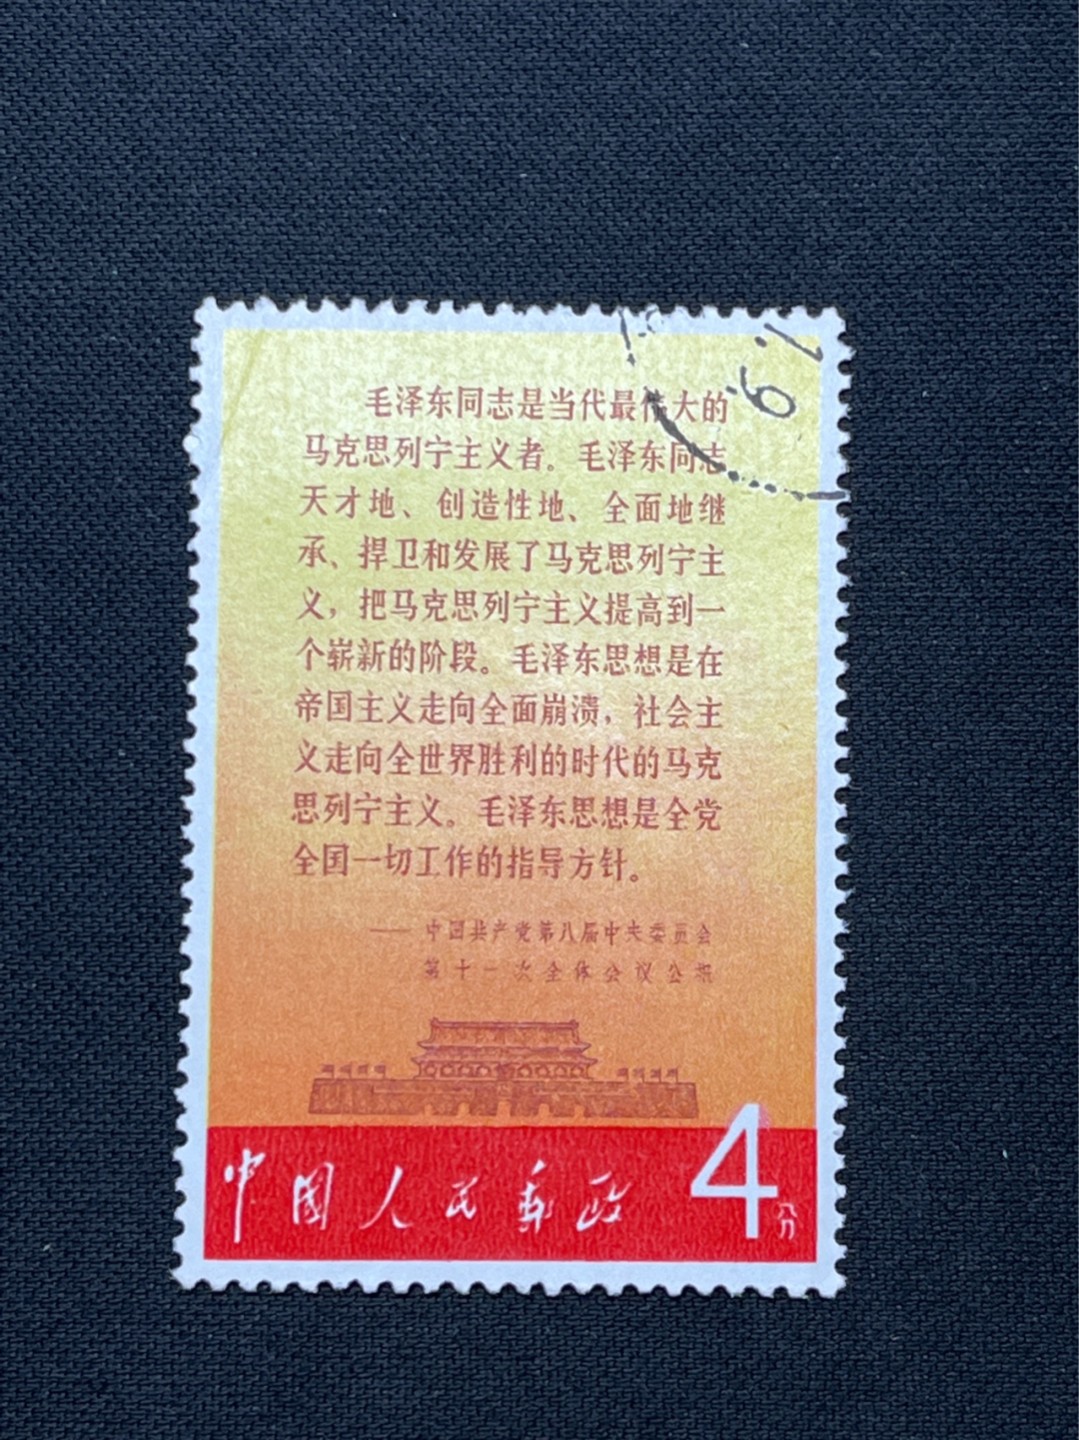 毛泽东同志是当代最伟大的
马克思列宁主义者。毛泽东同志
天才地、创造性地、全面地继
承、捍卫和发展了马克思列宁主
义，把马克思列宁主义提高到一
个崭新的阶段。毛泽东思想是在
帝国主义走向全面崩溃，社会主
义走向全世界胜利的时代的马克
思列宁主义。毛泽东思想是全党
全国一切工作的指导方针。
——中国共产党第八届中央委员会
第十一次全体会议公报
中国人民邮政
4分